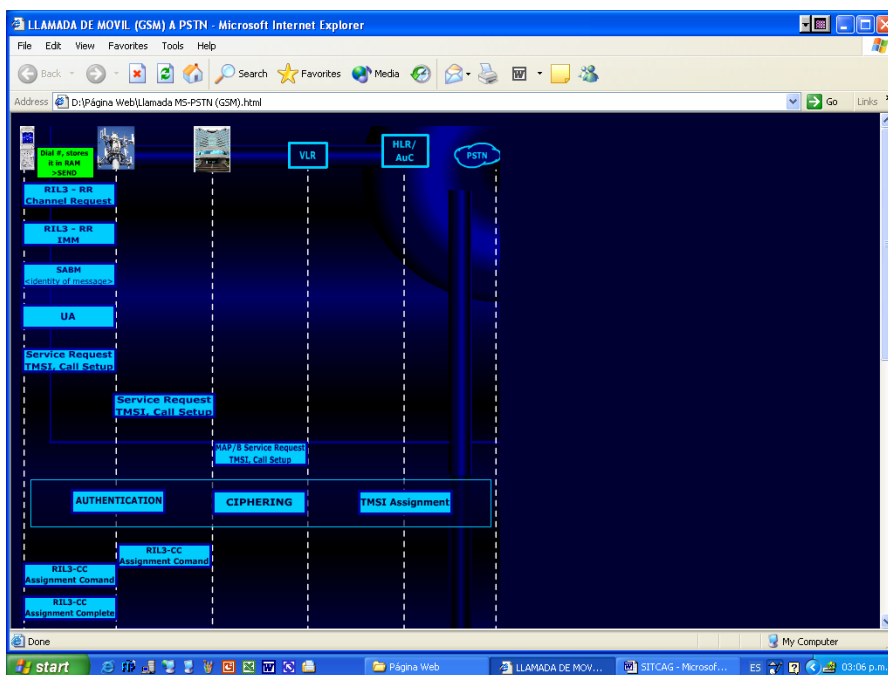 LLAMADA DE MOVIL (GSM) A PSTN - Microsoft Internet Explorer
File Edit View Favorites Tools Help
Back Search Favorites Media
Address D:\Página Web\Llamada MS-PSTN (GSM).html Go Links
Dial #, stores
it in RAM
>SEND
VLR
HLR/
AuC
PSTN
RIL3 - RR
Channel Request
RIL3 - RR
IMM
SABM
<identity of message>
UA
Service Request
TMSI, Call Setup
Service Request
TMSI, Call Setup
MAP/B Service Request
TMSI, Call Setup
AUTHENTICATION
CIPHERING
TMSI Assignment
RIL3-CC
Assignment Comand
RIL3-CC
Assignment Comand
RIL3-CC
Assignment Complete
Done My Computer
start Página Web LLAMADA DE MOV... SITCAG - Microsof... ES 03:06 p.m.